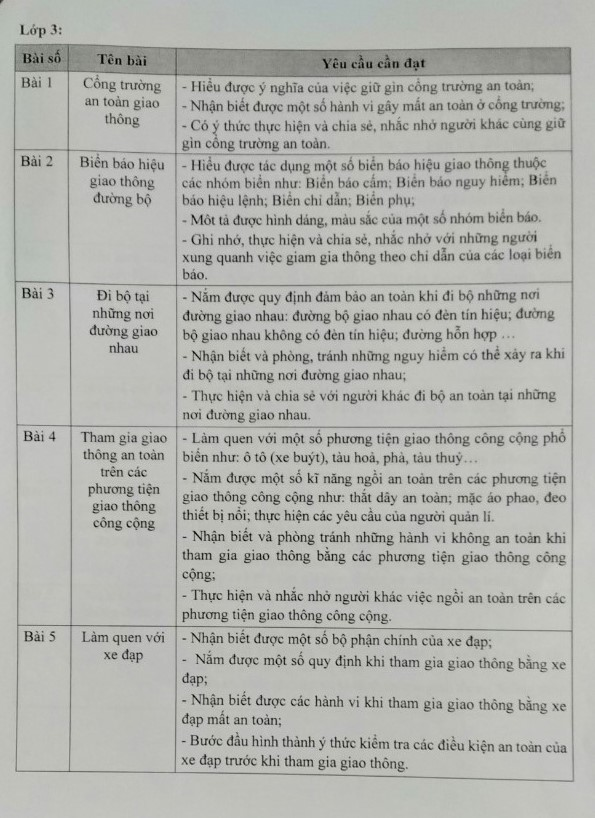 Lớp 3:
Bài số Tên bài Yêu cầu cần đạt
Bài 1
Cổng trường
an toàn giao
thông
- Hiểu được ý nghĩa của việc giữ gìn cổng trường an toàn;
- Nhận biết được một số hành vi gây mất an toàn ở cổng trường;
- Có ý thức thực hiện và chia sẻ, nhắc nhở người khác cùng giữ
gìn cổng trường an toàn.
Bài 2
Biển báo hiệu
giao thông
đường bộ
- Hiểu được tác dụng một số biển báo hiệu giao thông thuộc
các nhóm biển như: Biển báo cấm; Biển báo nguy hiểm; Biển
báo hiệu lệnh; Biển chỉ dẫn; Biển phụ;
- Môt tả được hình dáng, màu sắc của một số nhóm biển báo.
- Ghi nhớ, thực hiện và chia sẻ, nhắc nhở với những người
xung quanh việc giam gia thông theo chỉ dẫn của các loại biển
báo.
Bài 3
Đi bộ tại
những nơi
đường giao
nhau
- Nắm được quy định đảm bảo an toàn khi đi bộ những nơi
đường giao nhau: đường bộ giao nhau có đèn tín hiệu; đường
bộ giao nhau không có đèn tín hiệu; đường hỗn hợp …
- Nhận biết và phòng, tránh những nguy hiểm có thể xảy ra khi
đi bộ tại những nơi đường giao nhau;
- Thực hiện và chia sẻ với người khác đi bộ an toàn tại những
nơi đường giao nhau.
Bài 4
Tham gia giao
thông an toàn
trên các
phương tiện
giao thông
công cộng
- Làm quen với một số phương tiện giao thông công cộng phổ
biến như: ô tô (xe buýt), tàu hoả, phà, tàu thuỷ…
- Nắm được một số kĩ năng ngồi an toàn trên các phương tiện
giao thông công cộng như: thắt dây an toàn; mặc áo phao, đeo
thiết bị nổi; thực hiện các yêu cầu của người quản lí.
- Nhận biết và phòng tránh những hành vi không an toàn khi
tham gia giao thông bằng các phương tiện giao thông công
cộng;
- Thực hiện và nhắc nhở người khác việc ngồi an toàn trên các
phương tiện giao thông công cộng.
Bài 5
Làm quen với
xe đạp
- Nhận biết được một số bộ phận chính của xe đạp;
- Nắm được một số quy định khi tham gia giao thông bằng xe
đạp;
- Nhận biết được các hành vi khi tham gia giao thông bằng xe
đạp mất an toàn;
- Bước đầu hình thành ý thức kiểm tra các điều kiện an toàn của
xe đạp trước khi tham gia giao thông.